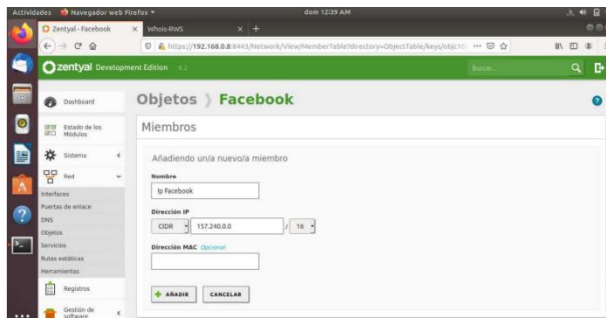 Actividades Navegador web Firefox
dom 12:39 AM
Zentyal - Facebook
Whois-RWS
https://192.168.0.8:8443/Network/View/MemberTable?directory=ObjectTable/keys/objc10
zentyal Development Edition
Buscar...
Dashboard
Estado de los Módulos
Sistema
Red
Interfaces
Puertas de enlace
DNS
Objetos
Servicios
Rutas estáticas
Herramientas
Registros
Gestión de software
Objetos Facebook
Miembros
Añadiendo un/a nuevo/a miembro
Nombre
Ip Facebook
Dirección IP
CIDR 157.240.0.0 / 16
Dirección MAC Opcional
+ AÑADIR CANCELAR